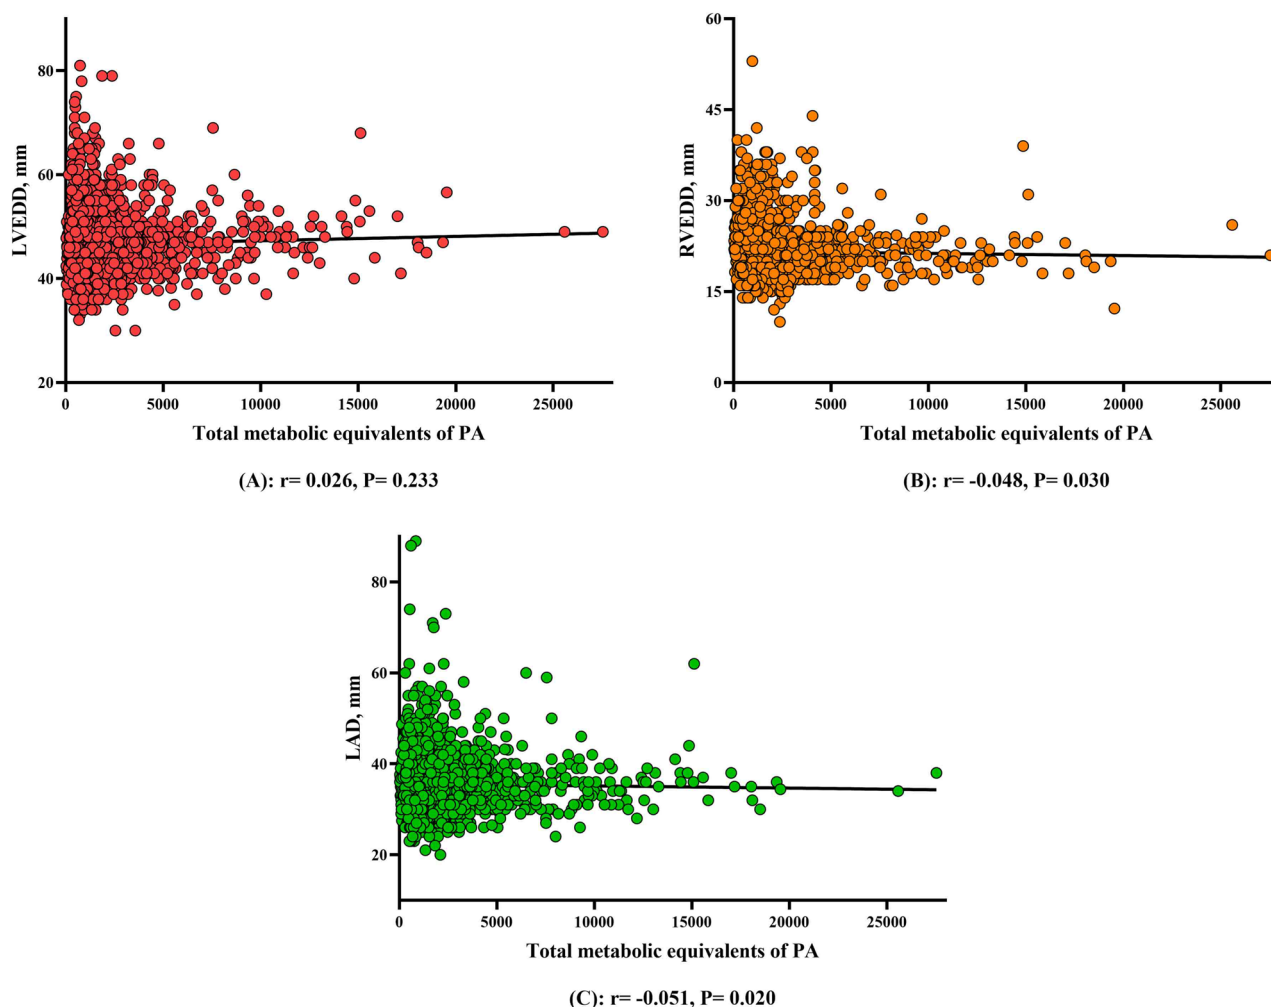 LVEDD, mm
80
60
40
20
0 5000 10000 15000 20000 25000
Total metabolic equivalents of PA
(A): r= 0.026, P= 0.233
RVEDD, mm
60
45
30
15
0
0 5000 10000 15000 20000 25000
Total metabolic equivalents of PA
(B): r= -0.048, P= 0.030
LAD, mm
80
60
40
20
0 5000 10000 15000 20000 25000
Total metabolic equivalents of PA
(C): r= -0.051, P= 0.020